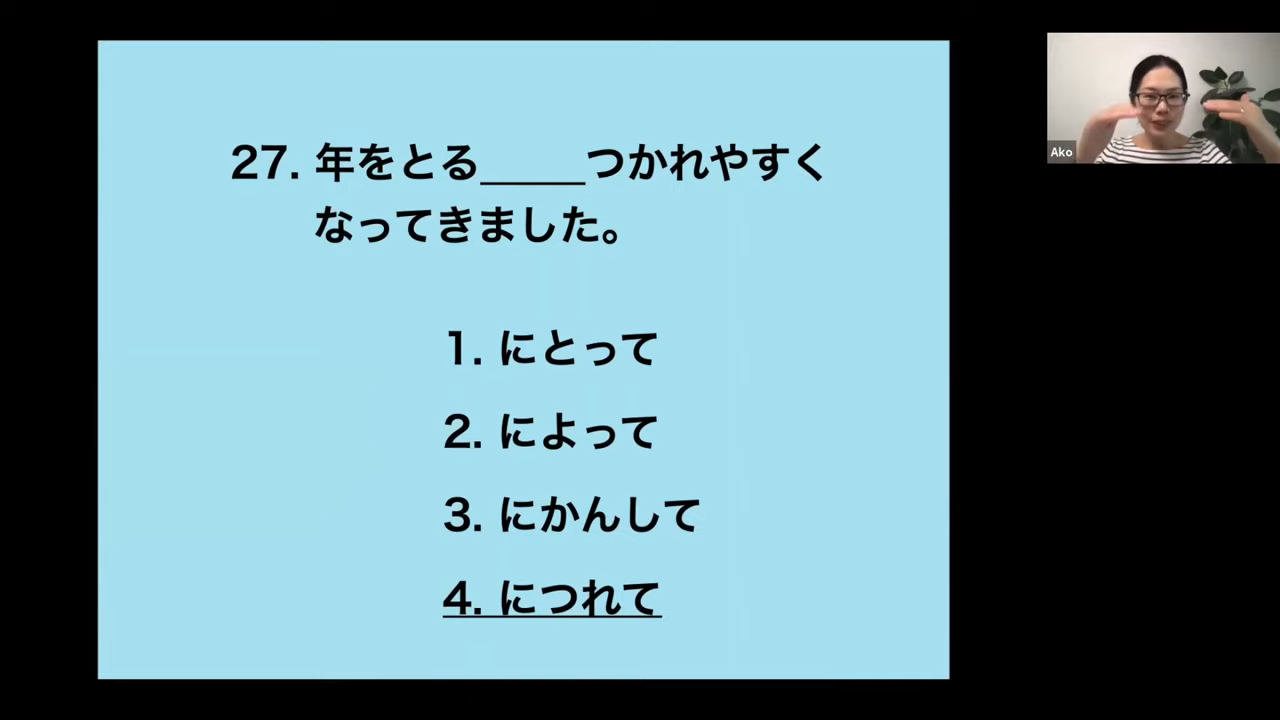 27. 年をとる_____つかれやすく
なってきました。
1. にとって
2. によって
3. にかんして
4. につれて
Ako